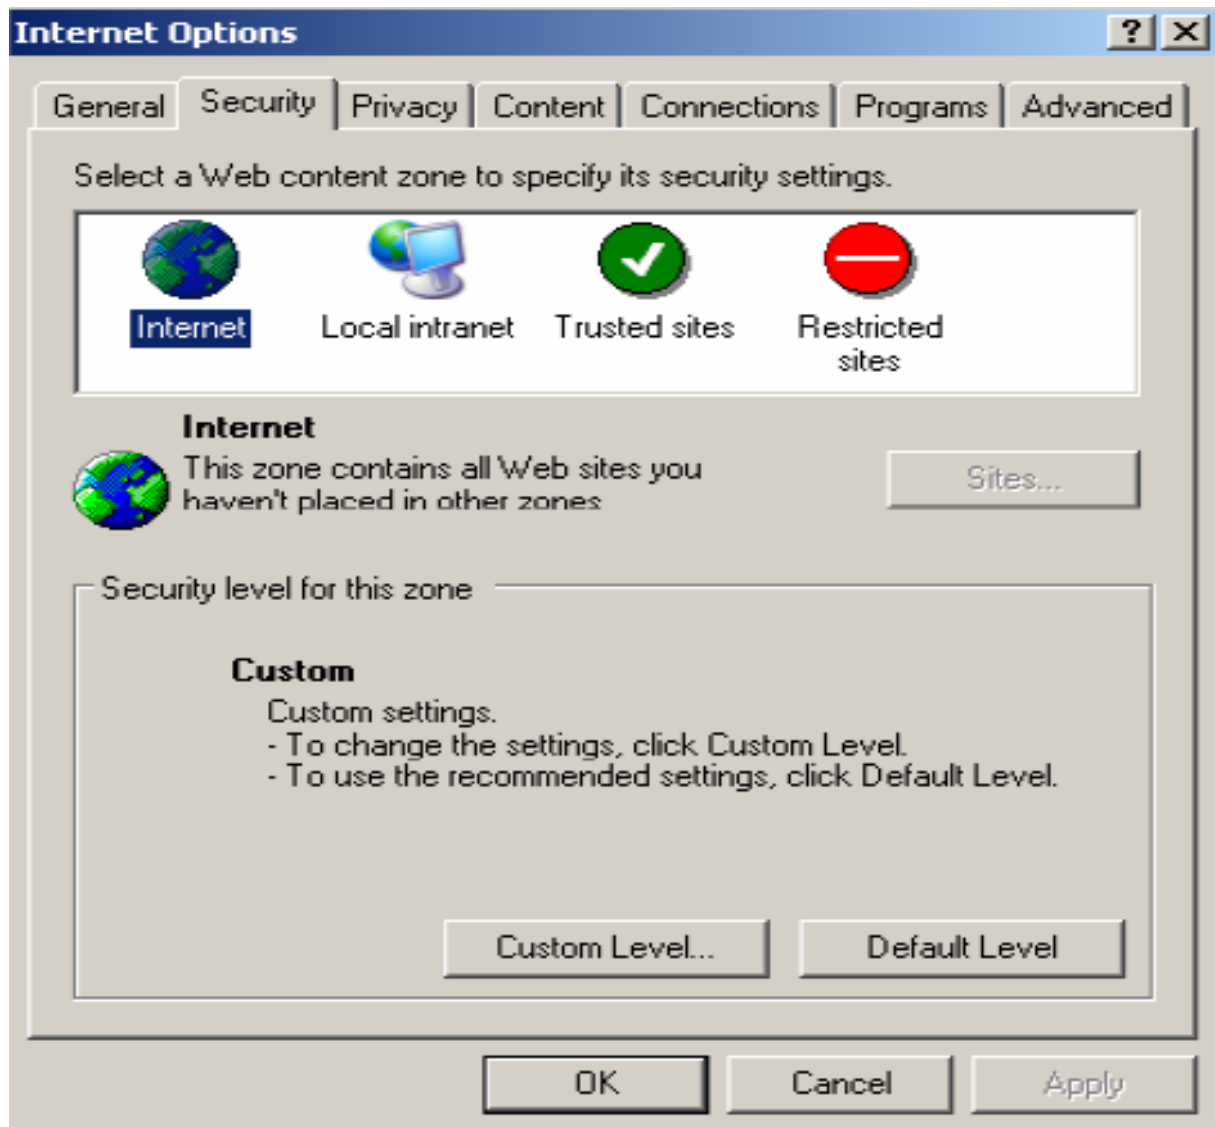 Internet Options
General Security Privacy Content Connections Programs Advanced
Select a Web content zone to specify its security settings.
Internet Local intranet Trusted sites Restricted
sites
Internet
This zone contains all Web sites you
haven't placed in other zones
Sites...
Security level for this zone
Custom
Custom settings.
- To change the settings, click Custom Level.
- To use the recommended settings, click Default Level.
Custom Level... Default Level
OK Cancel Apply